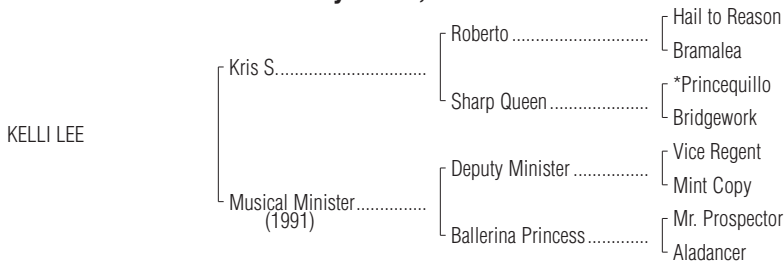 Hail to Reason
Roberto
Bramalea
Kris S.
*Princequillo
Sharp Queen
Bridgework
KELLI LEE
Vice Regent
Deputy Minister
Mint Copy
Musical Minister
(1991)
Mr. Prospector
Ballerina Princess
Aladancer